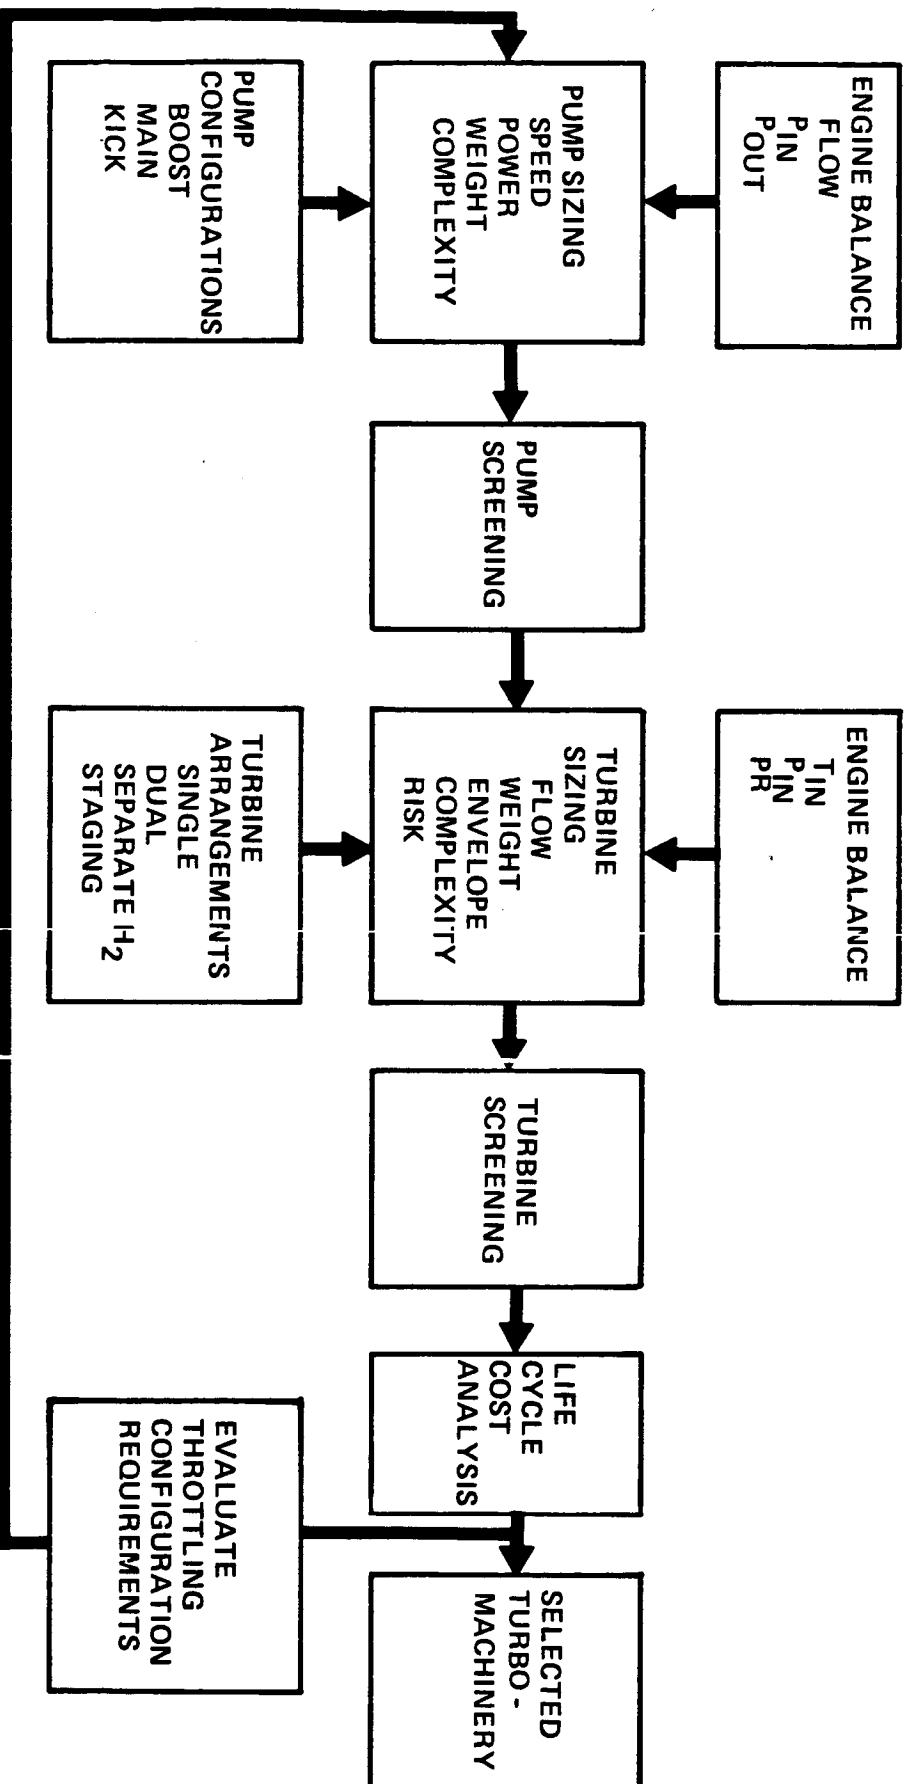 ENGINE BALANCE
FLOW
PIN
POUT
PUMP SIZING
SPEED
POWER
WEIGHT
COMPLEXITY
PUMP
CONFIGURATIONS
BOOST
MAIN
KICK
PUMP
SCREENING
ENGINE BALANCE
TIN
PIN
PR
TURBINE
SIZING
FLOW
WEIGHT
ENVELOPE
COMPLEXITY
RISK
TURBINE
ARRANGEMENTS
SINGLE
DUAL
SEPARATE H2
STAGING
TURBINE
SCREENING
LIFE
CYCLE
COST
ANALYSIS
SELECTED
TURBO-
MACHINERY
EVALUATE
THROTTLING
CONFIGURATION
REQUIREMENTS